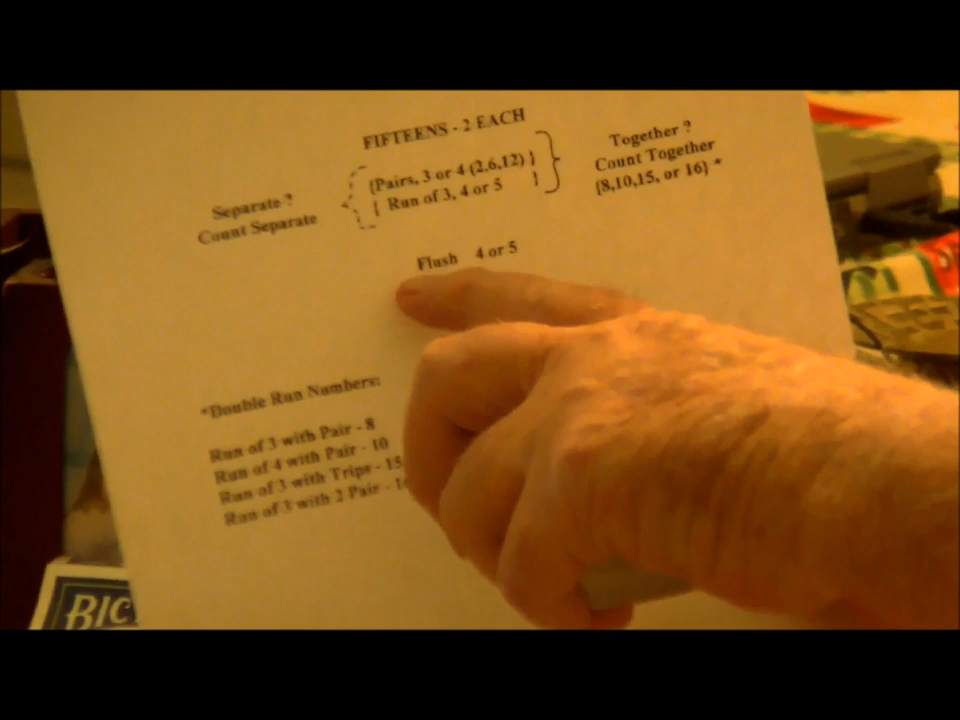 FIFTEENS - 2 EACH
Separate ?
Count Separate
{Pairs, 3 or 4 (2,6,12) }
{ Run of 3, 4 or 5 }
Together ?
Count Together
{8,10,15, or 16} *
Flush 4 or 5
*Double Run Numbers:
Run of 3 with Pair - 8
Run of 4 with Pair - 10
Run of 3 with Trips - 15
Run of 3 with 2 Pair -